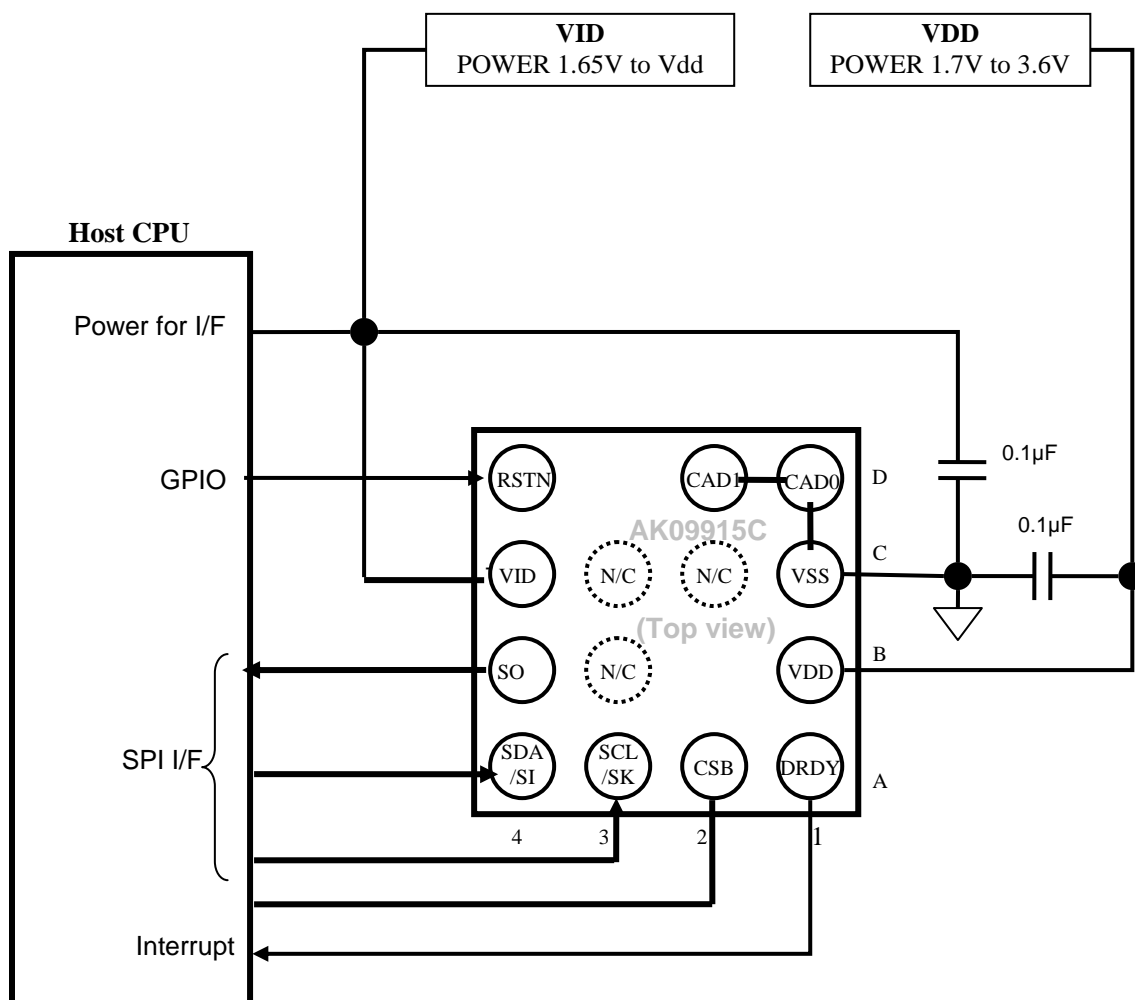 VID
POWER 1.65V to Vdd
VDD
POWER 1.7V to 3.6V
Host CPU
Power for I/F
GPIO
SPI I/F
Interrupt
0.1µF
0.1µF
RSTN
CAD1
CAD0
D
AK09915C
VID
N/C
N/C
VSS
C
(Top view)
SO
N/C
VDD
B
SDA
/SI
SCL
/SK
CSB
DRDY
A
4
3
2
1